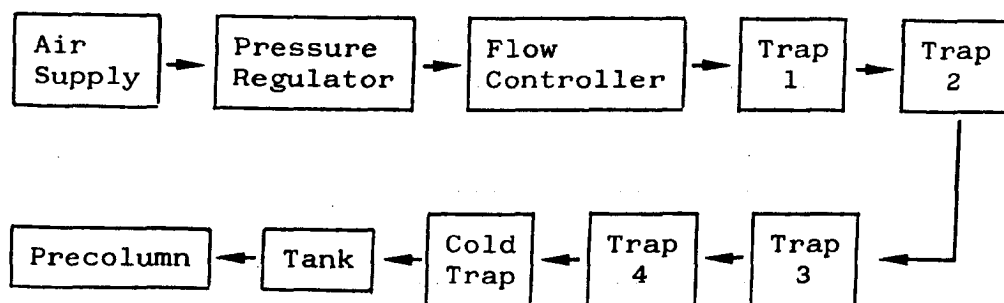 Air
Supply
Pressure
Regulator
Flow
Controller
Trap
1
Trap
2
Precolumn
Tank
Cold
Trap
Trap
4
Trap
3